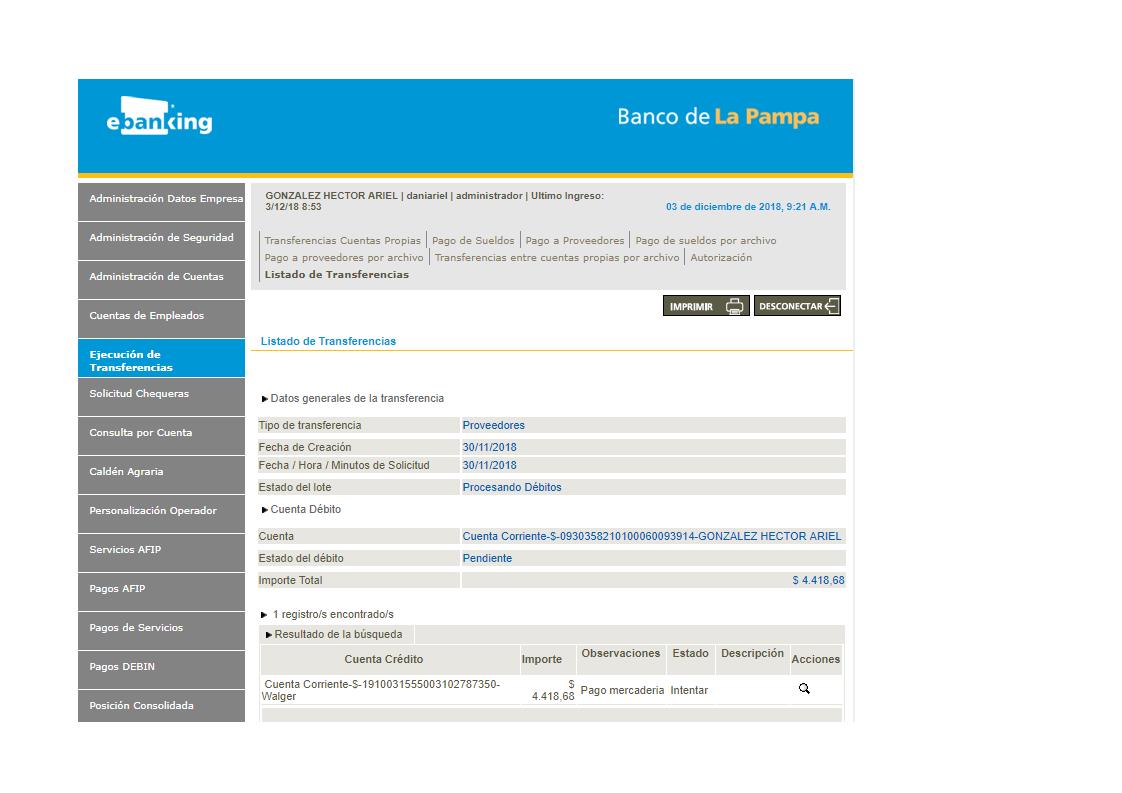 ebanking
Banco de La Pampa
Administración Datos Empresa
Administración de Seguridad
Administración de Cuentas
Cuentas de Empleados
Ejecución de
Transferencias
Solicitud Chequeras
Consulta por Cuenta
Caldén Agraria
Personalización Operador
Servicios AFIP
Pagos AFIP
Pagos de Servicios
Pagos DEBIN
Posición Consolidada
GONZALEZ HECTOR ARIEL | daniariel | administrador | Ultimo Ingreso:
3/12/18 8:53
03 de diciembre de 2018, 9:21 A.M.
Transferencias Cuentas Propias | Pago de Sueldos | Pago a Proveedores | Pago de sueldos por archivo
Pago a proveedores por archivo | Transferencias entre cuentas propias por archivo | Autorización
Listado de Transferencias
IMPRIMIR
DESCONECTAR
Listado de Transferencias
Datos generales de la transferencia
Tipo de transferencia Proveedores
Fecha de Creación 30/11/2018
Fecha / Hora / Minutos de Solicitud 30/11/2018
Estado del lote Procesando Débitos
Cuenta Débito
Cuenta Cuenta Corriente-$-0930358210100060093914-GONZALEZ HECTOR ARIEL
Estado del débito Pendiente
Importe Total $ 4.418,68
1 registro/s encontrado/s
Resultado de la búsqueda
Cuenta Crédito Importe Observaciones Estado Descripción Acciones
Cuenta Corriente-$-1910031555003102787350- $
Walger 4.418,68 Pago mercaderia Intentar